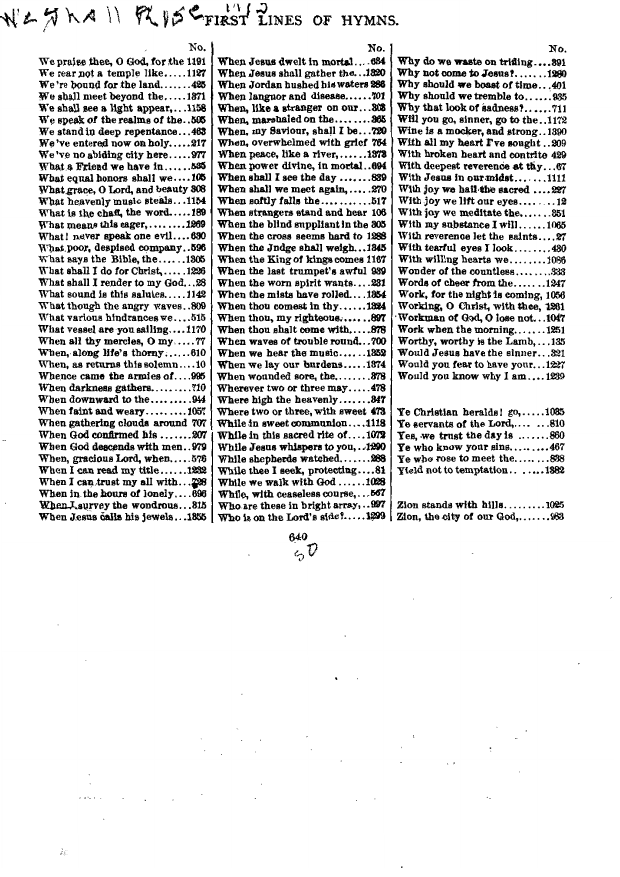 FIRST LINES OF HYMNS.
No.
We praise thee, O God, for the 1191
We rear not a temple like.....1127
We're bound for the land......425
We shall meet beyond the.....1371
We shall see a light appear,...1158
We speak of the realms of the..505
We stand in deep repentance..463
We've entered now on holy.....217
We've no abiding city here.....977
What a Friend we have in.....535
What equal honors shall we....105
What grace, O Lord, and beauty 308
What heavenly music steals...1154
What is the chaff, the word....189
What means this eager,.......1269
What! never speak one evil....630
What poor, despised company..596
What says the Bible, the......1305
What shall I do for Christ,....1226
What shall I render to my God,..28
What sound is this salutes....1142
What though the angry waves..809
What various hindrances we...515
What vessel are you sailing....1170
When all thy mercies, O my....77
When, along life's thorny......610
When, as returns this solemn....10
Whence came the armies of....995
When darkness gathers........710
When downward to the.......944
When faint and weary........1057
When gathering clouds around 707
When God confirmed his......207
When God descends with men..979
When, gracious Lord, when....576
When I can read my title.....1232
When I can trust my all with...
When in the hours of lonely....696
When I survey the wondrous...315
When Jesus calls his jewels...1355
No.
When Jesus dwelt in mortal....684
When Jesus shall gather the...1320
When Jordan hushed his waters 286
When languor and disease.....701
When, like a stranger on our...303
When, marshaled on the.......365
When, my Saviour, shall I be...720
When, overwhelmed with grief 764
When peace, like a river,.....1373
When power divine, in mortal..694
When shall I see the day......839
When shall we meet again,....270
When softly falls the..........517
When strangers stand and hear 106
When the blind suppliant in the 305
When the cross seems hard to 1288
When the Judge shall weigh...1345
When the King of kings comes 1167
When the last trumpet's awful 939
When the worn spirit wants....231
When the mists have rolled...1354
When thou comest in thy.....1324
When thou, my righteous......897
When thou shalt come with....878
When waves of trouble round..700
When we hear the music.....1352
When we lay our burdens....1374
When wounded sore, the......378
Wherever two or three may....478
Where high the heavenly......347
Where two or three, with sweet 473
While in sweet communion...1118
While in this sacred rite of....1072
While Jesus whispers to you,..1290
While shepherds watched......288
While thee I seek, protecting....81
While we walk with God.....1028
While, with ceaseless course,...567
Who are these in bright array,..997
Who is on the Lord's side?....1299
No.
Why do we waste on trifling...391
Why not come to Jesus?.......1280
Why should we boast of time...401
Why should we tremble to......935
Why that look of sadness?......711
Will you go, sinner, go to the..1172
Wine is a mocker, and strong..1390
With all my heart I've sought..209
With broken heart and contrite 429
With deepest reverence at thy..67
With Jesus in our midst......1111
With joy we hail the sacred....227
With joy we lift our eyes........12
With joy we meditate the.....351
With my substance I will.....1065
With reverence let the saints...27
With tearful eyes I look.......430
With willing hearts we.......1086
Wonder of the countless.......333
Words of cheer from the......1247
Work, for the night is coming, 1056
Working, O Christ, with thee, 1261
Workman of God, O lose not..1047
Work when the morning......1251
Worthy, worthy is the Lamb,...135
Would Jesus have the sinner...321
Would you fear to have your..1227
Would you know why I am...1239
Ye Christian heralds! go,.....1085
Ye servants of the Lord,.......810
Yes, we trust the day is.......860
Ye who know your sins........467
Ye who rose to meet the.......838
Yield not to temptation.......1382
Zion stands with hills.........1025
Zion, the city of our God,.......983
640